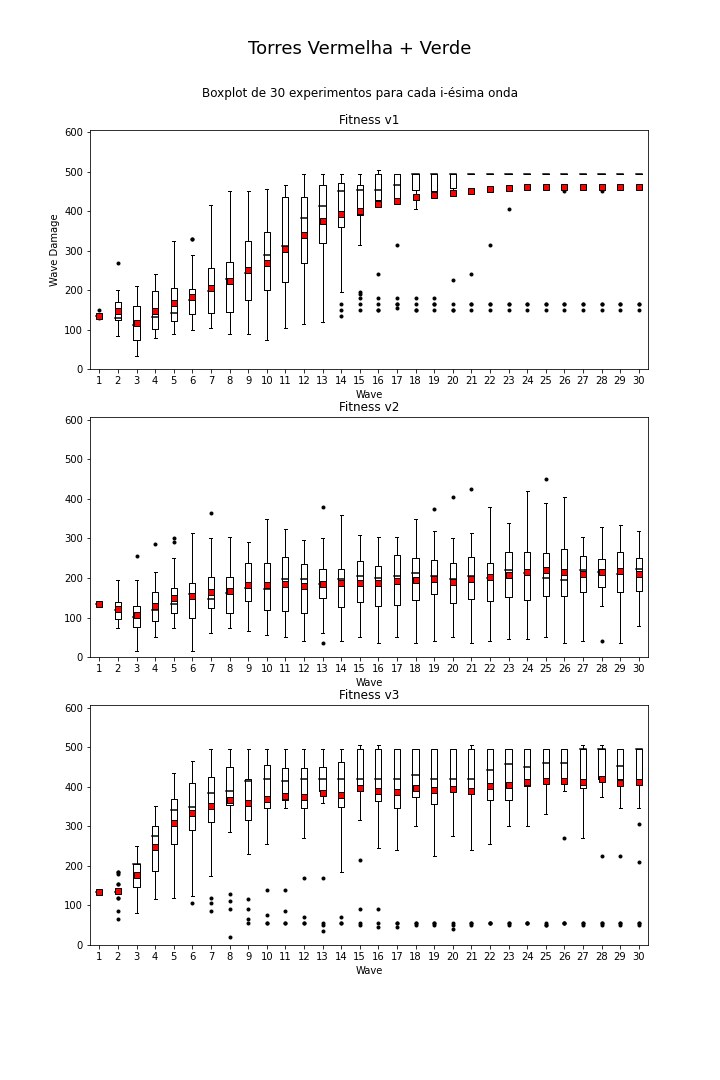 Torres Vermelha + Verde
Boxplot de 30 experimentos para cada i-ésima onda
Fitness v1
600
500
400
300
200
100
0
Wave Damage
1 2 3 4 5 6 7 8 9 10 11 12 13 14 15 16 17 18 19 20 21 22 23 24 25 26 27 28 29 30
Wave
Fitness v2
600
500
400
300
200
100
0
1 2 3 4 5 6 7 8 9 10 11 12 13 14 15 16 17 18 19 20 21 22 23 24 25 26 27 28 29 30
Wave
Fitness v3
600
500
400
300
200
100
0
1 2 3 4 5 6 7 8 9 10 11 12 13 14 15 16 17 18 19 20 21 22 23 24 25 26 27 28 29 30
Wave